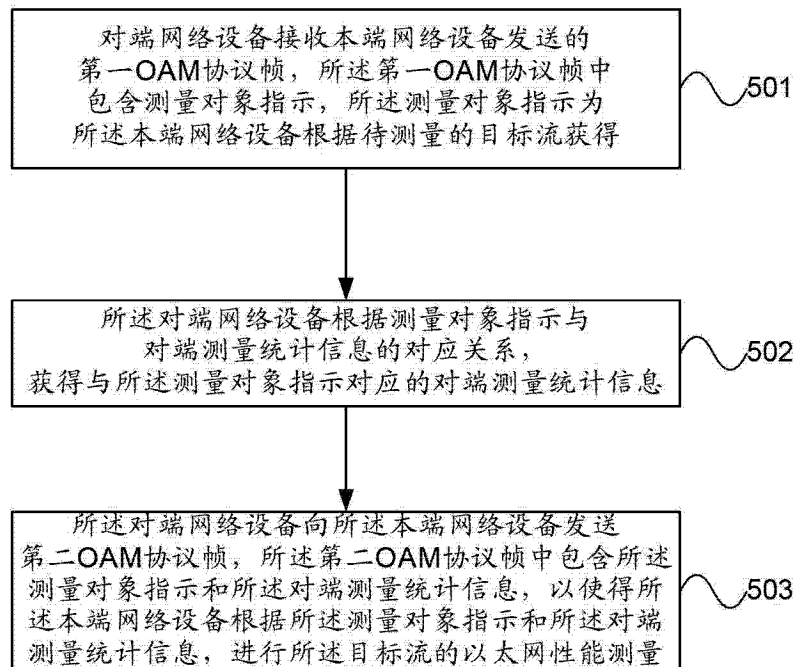 对端网络设备接收本端网络设备发送的
第一OAM协议帧，所述第一OAM协议帧中
包含测量对象指示，所述测量对象指示为
所述本端网络设备根据待测量的目标流获得
501
所述对端网络设备根据测量对象指示与
对端测量统计信息的对应关系，
获得与所述测量对象指示对应的对端测量统计信息
502
所述对端网络设备向所述本端网络设备发送
第二OAM协议帧，所述第二OAM协议帧中包含所述
测量对象指示和所述对端测量统计信息，以使得所
述本端网络设备根据所述测量对象指示和所述对端
测量统计信息，进行所述目标流的以太网性能测量
503